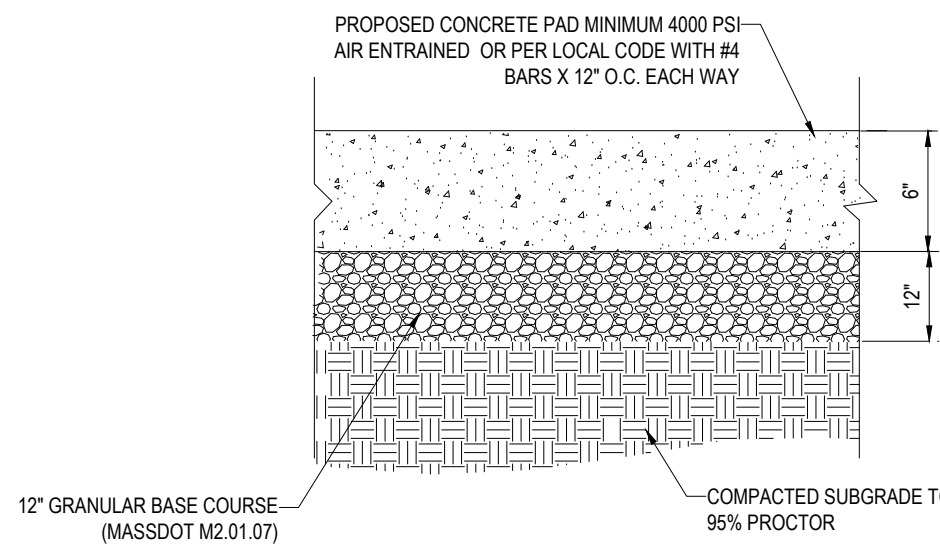 PROPOSED CONCRETE PAD MINIMUM 4000 PSI
AIR ENTRAINED OR PER LOCAL CODE WITH #4
BARS X 12" O.C. EACH WAY
6"
12"
12" GRANULAR BASE COURSE
(MASSDOT M2.01.07)
COMPACTED SUBGRADE TO
95% PROCTOR